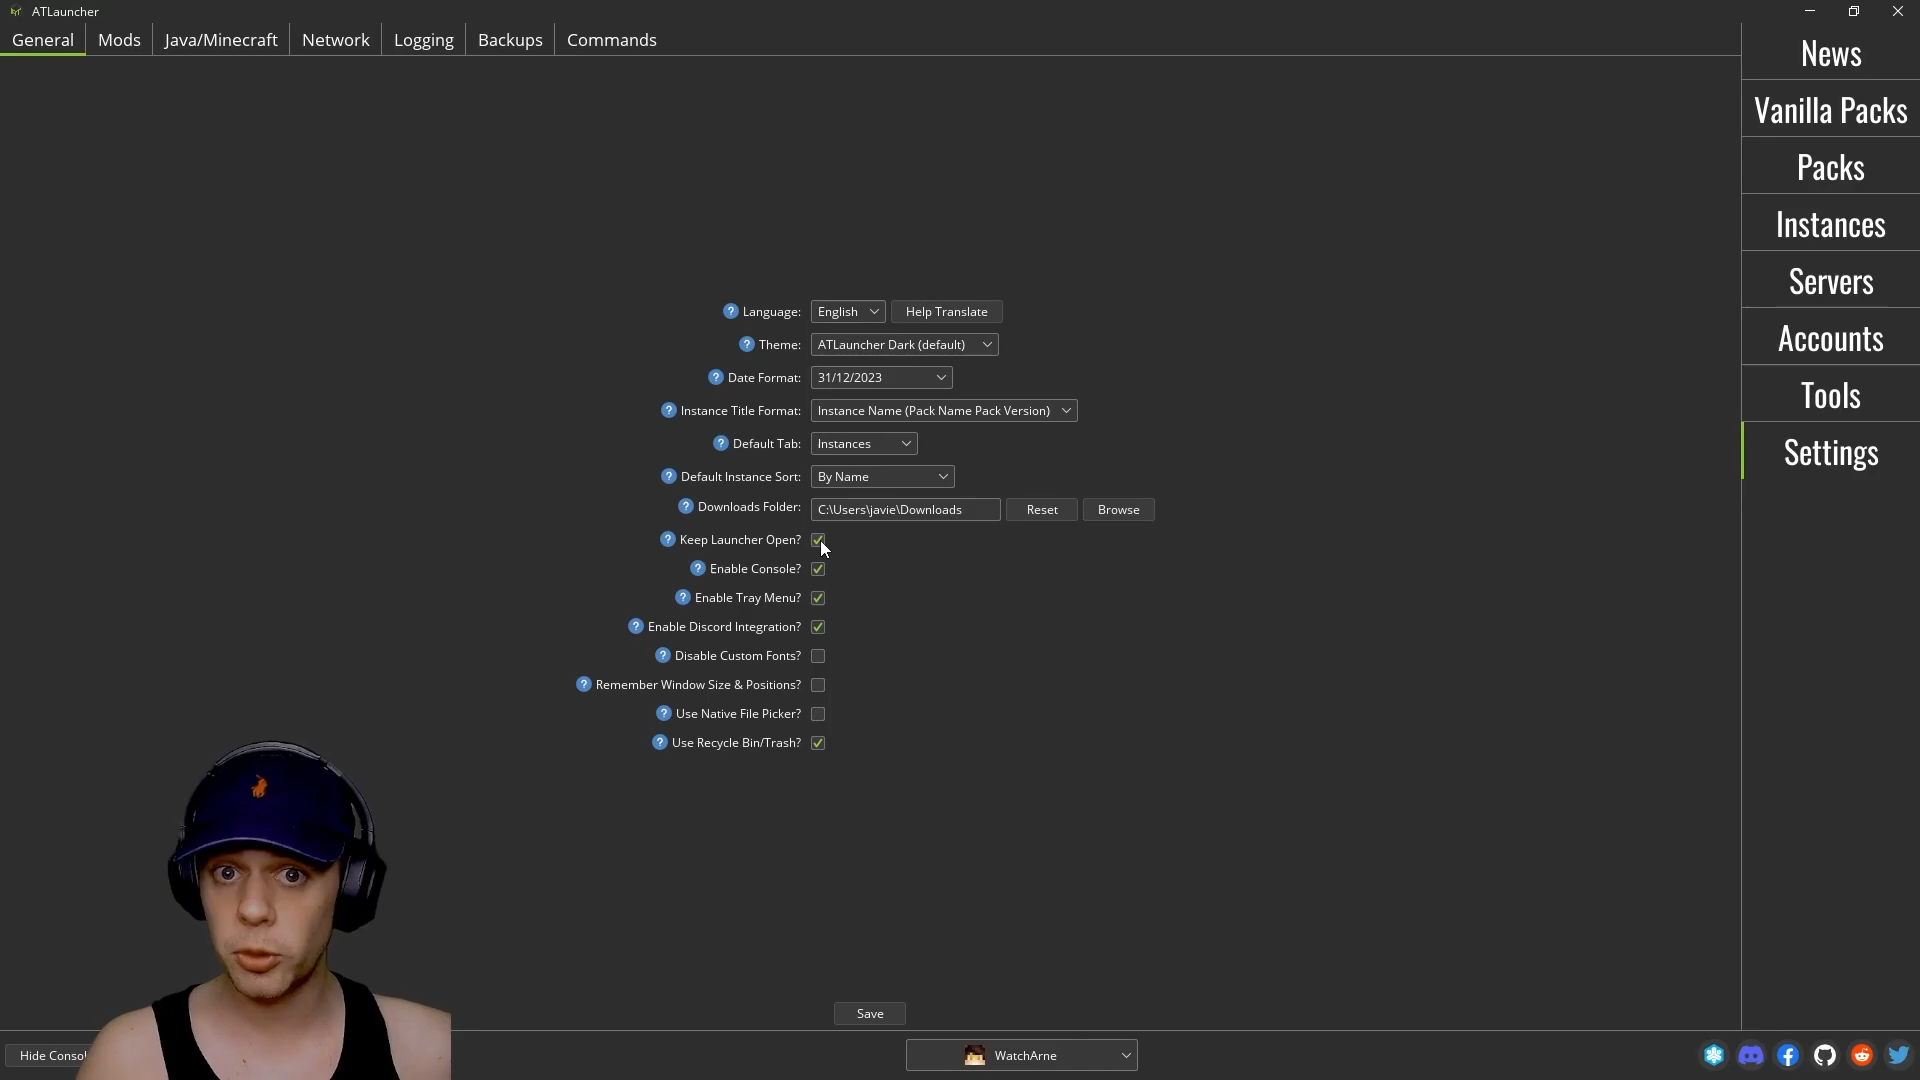 ATLauncher
General Mods Java/Minecraft Network Logging Backups Commands
News
Vanilla Packs
Packs
Instances
Servers
Accounts
Tools
Settings
Language: English Help Translate
Theme: ATLauncher Dark (default)
Date Format: 31/12/2023
Instance Title Format: Instance Name (Pack Name Pack Version)
Default Tab: Instances
Default Instance Sort: By Name
Downloads Folder: C:\Users\javie\Downloads Reset Browse
Keep Launcher Open?
Enable Console?
Enable Tray Menu?
Enable Discord Integration?
Disable Custom Fonts?
Remember Window Size & Positions?
Use Native File Picker?
Use Recycle Bin/Trash?
Save
Hide Consol
WatchArne